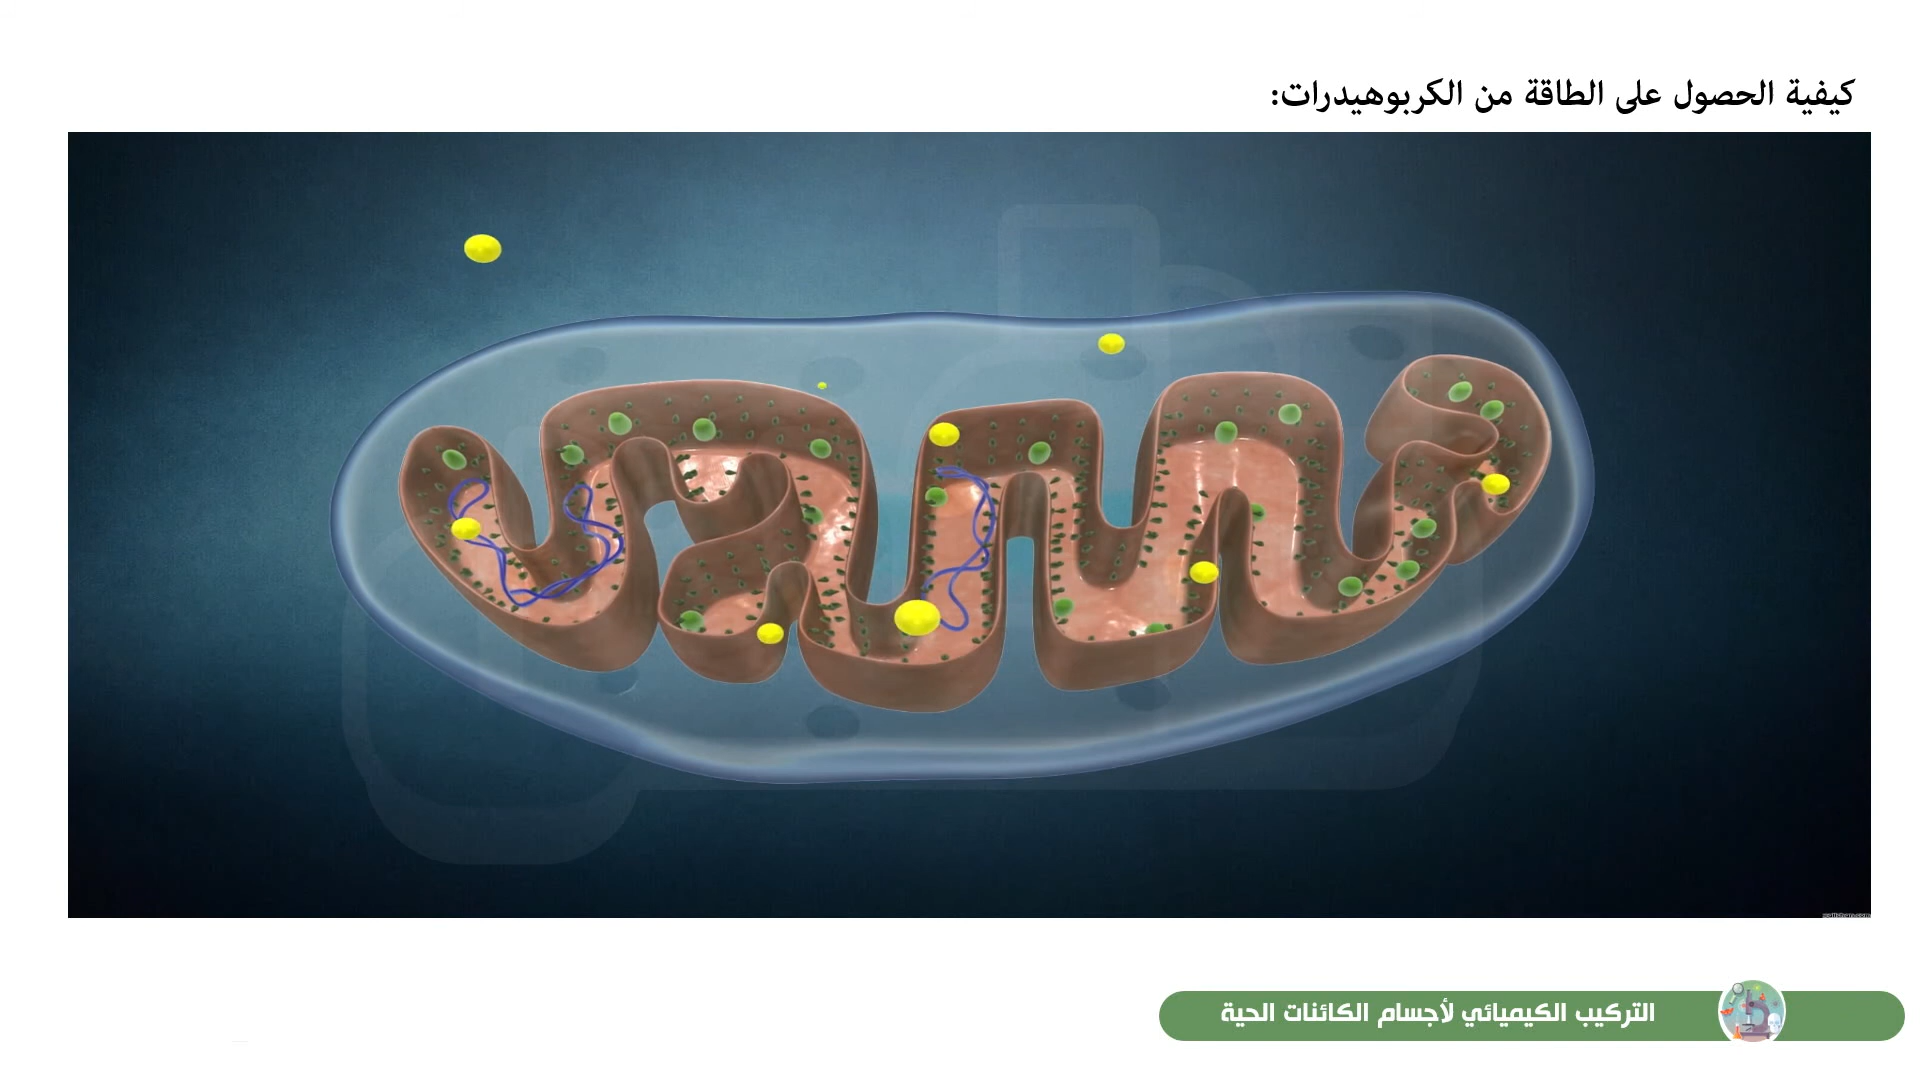 كيفية الحصول على الطاقة من الكربوهيدرات:
التركيب الكيميائي لأجسام الكائنات الحية